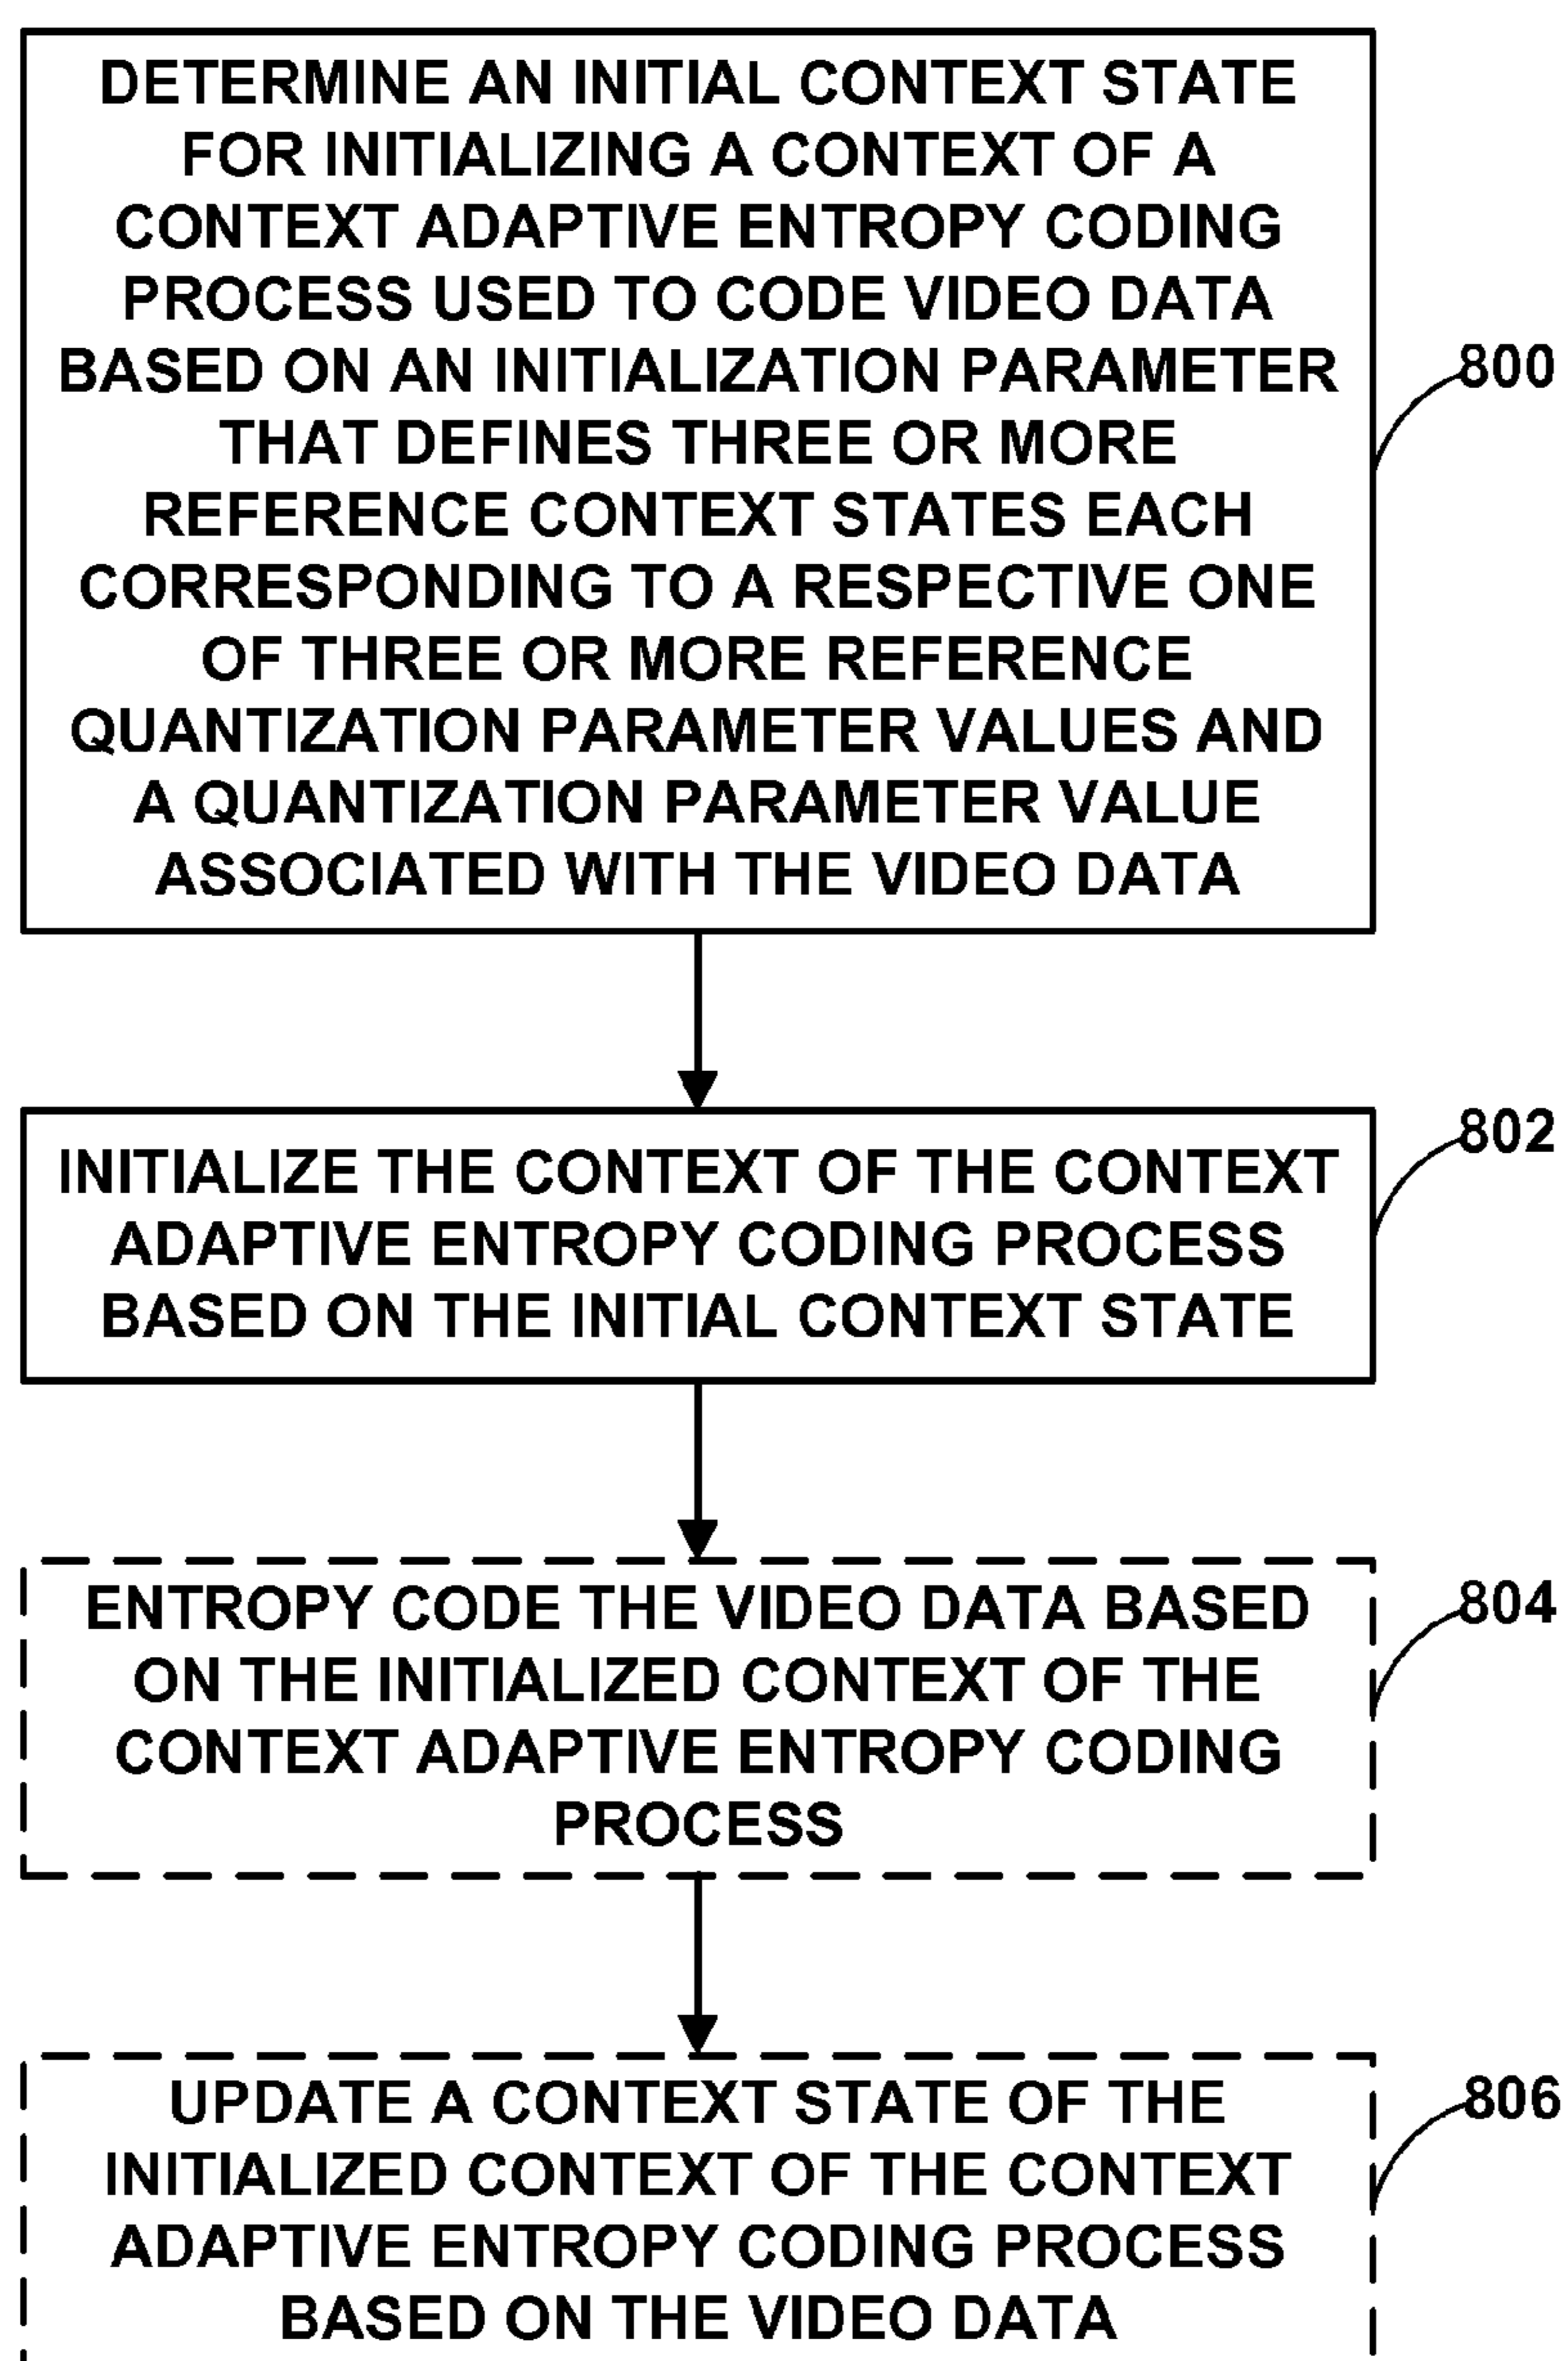 DETERMINE AN INITIAL CONTEXT STATE
FOR INITIALIZING A CONTEXT OF A
CONTEXT ADAPTIVE ENTROPY CODING
PROCESS USED TO CODE VIDEO DATA
BASED ON AN INITIALIZATION PARAMETER
THAT DEFINES THREE OR MORE
REFERENCE CONTEXT STATES EACH
CORRESPONDING TO A RESPECTIVE ONE
OF THREE OR MORE REFERENCE
QUANTIZATION PARAMETER VALUES AND
A QUANTIZATION PARAMETER VALUE
ASSOCIATED WITH THE VIDEO DATA
800
INITIALIZE THE CONTEXT OF THE CONTEXT
ADAPTIVE ENTROPY CODING PROCESS
BASED ON THE INITIAL CONTEXT STATE
802
ENTROPY CODE THE VIDEO DATA BASED
ON THE INITIALIZED CONTEXT OF THE
CONTEXT ADAPTIVE ENTROPY CODING
PROCESS
804
UPDATE A CONTEXT STATE OF THE
INITIALIZED CONTEXT OF THE CONTEXT
ADAPTIVE ENTROPY CODING PROCESS
BASED ON THE VIDEO DATA
806